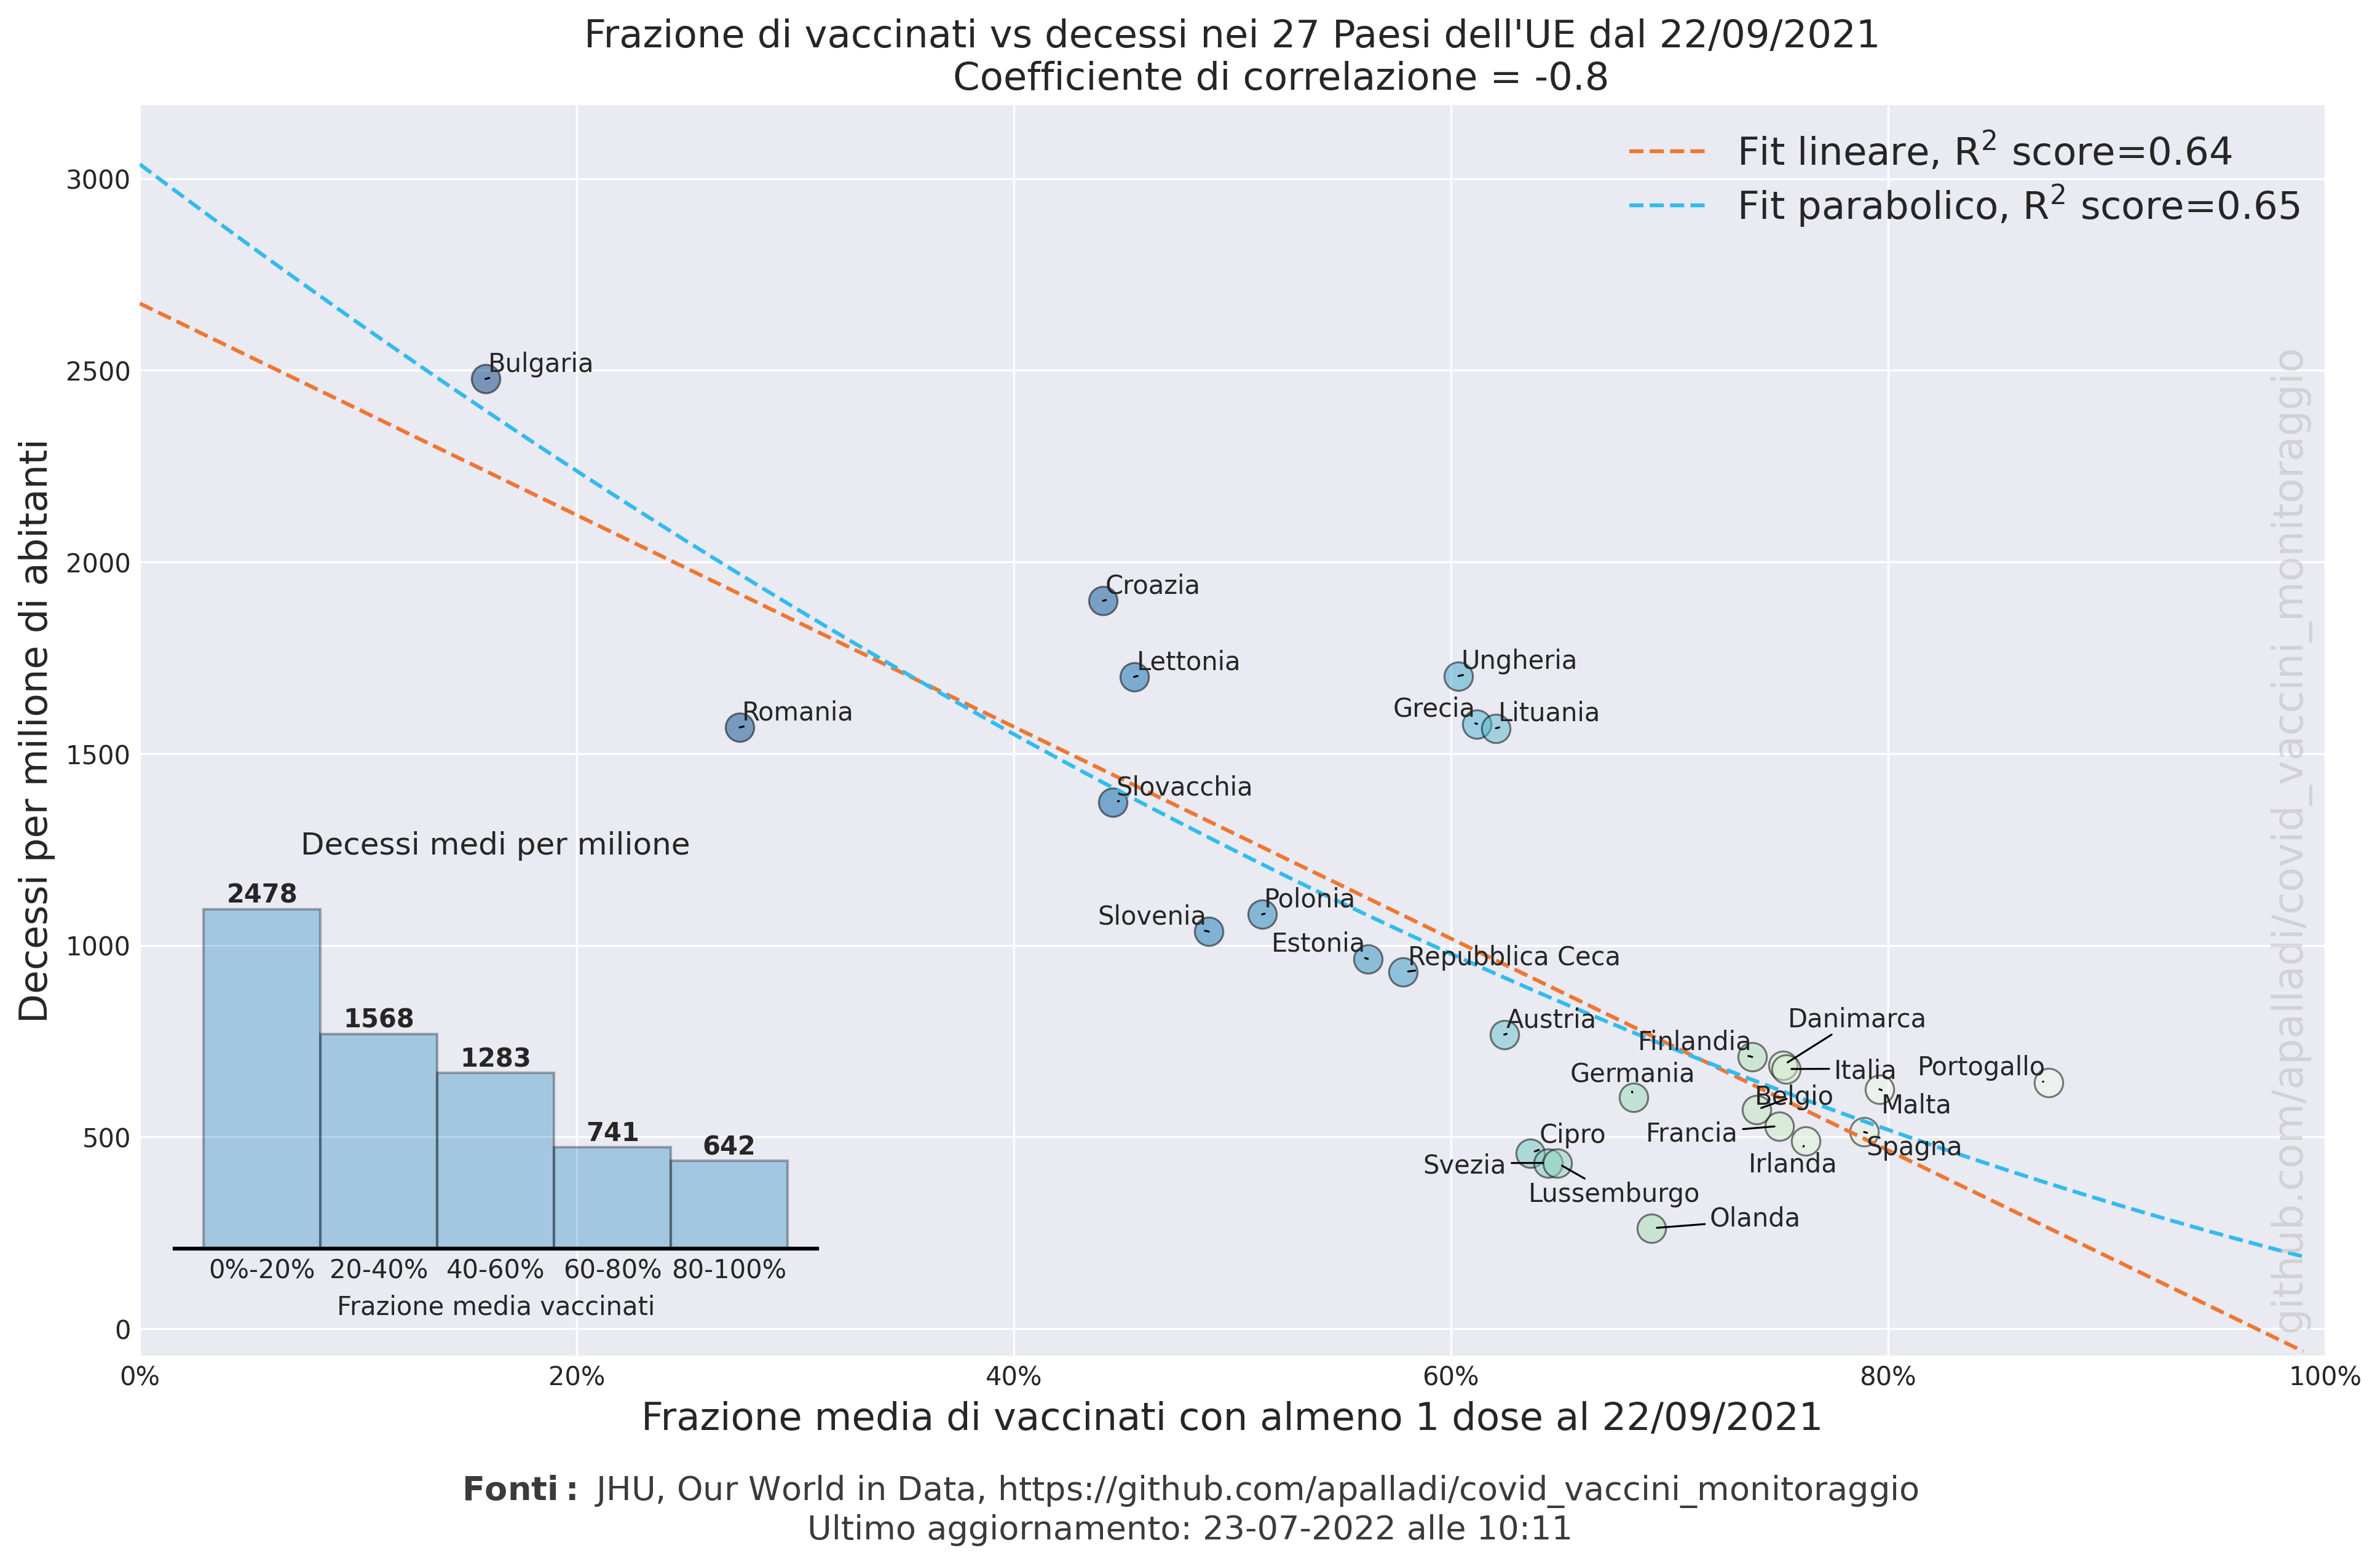 Frazione di vaccinati vs decessi nei 27 Paesi dell'UE dal 22/09/2021
Coefficiente di correlazione = -0.8
Fit lineare, R² score=0.64
Fit parabolico, R² score=0.65
Decessi per milione di abitanti
3000
2500
2000
1500
1000
500
0
Bulgaria
Croazia
Lettonia
Ungheria
Romania
Grecia
Lituania
Slovacchia
Polonia
Slovenia
Estonia
Repubblica Ceca
Austria
Danimarca
Finlandia
Italia
Portogallo
Germania
Belgio
Malta
Francia
Cipro
Spagna
Irlanda
Svezia
Lussemburgo
Olanda
Decessi medi per milione
2478
1568
1283
741
642
0%-20% 20-40% 40-60% 60-80% 80-100%
Frazione media vaccinati
github.com/apalladi/covid_vaccini_monitoraggio
0% 20% 40% 60% 80% 100%
Frazione media di vaccinati con almeno 1 dose al 22/09/2021
Fonti: JHU, Our World in Data, https://github.com/apalladi/covid_vaccini_monitoraggio
Ultimo aggiornamento: 23-07-2022 alle 10:11